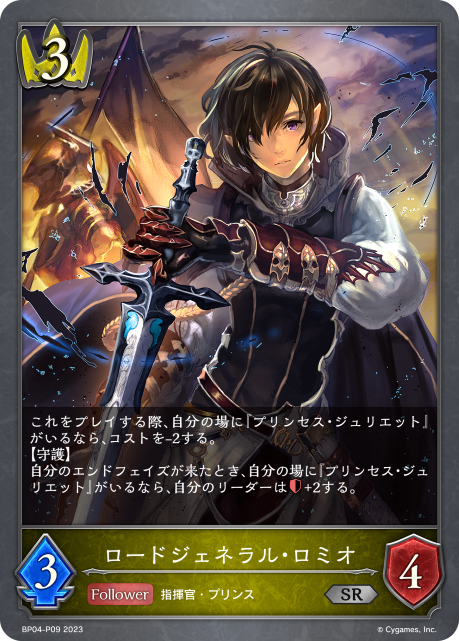 3
これをプレイする際、自分の場に『プリンセス・ジュリエット』
がいるなら、コストを-2する。
【守護】
自分のエンドフェイズが来たとき、自分の場に『プリンセス・ジュ
リエット』がいるなら、自分のリーダーは+2する。
ロードジェネラル・ロミオ
3
Follower 指揮官・プリンス SR
4
BP04-P09 2023 © Cygames, Inc.